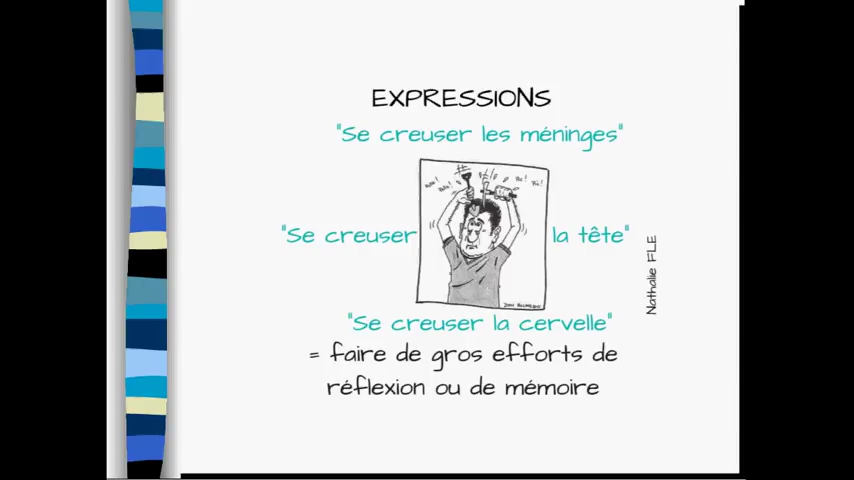 EXPRESSIONS
"Se creuser les méninges"
"Se creuser la tête"
"Se creuser la cervelle"
= faire de gros efforts de
réflexion ou de mémoire
Nathalie FLE